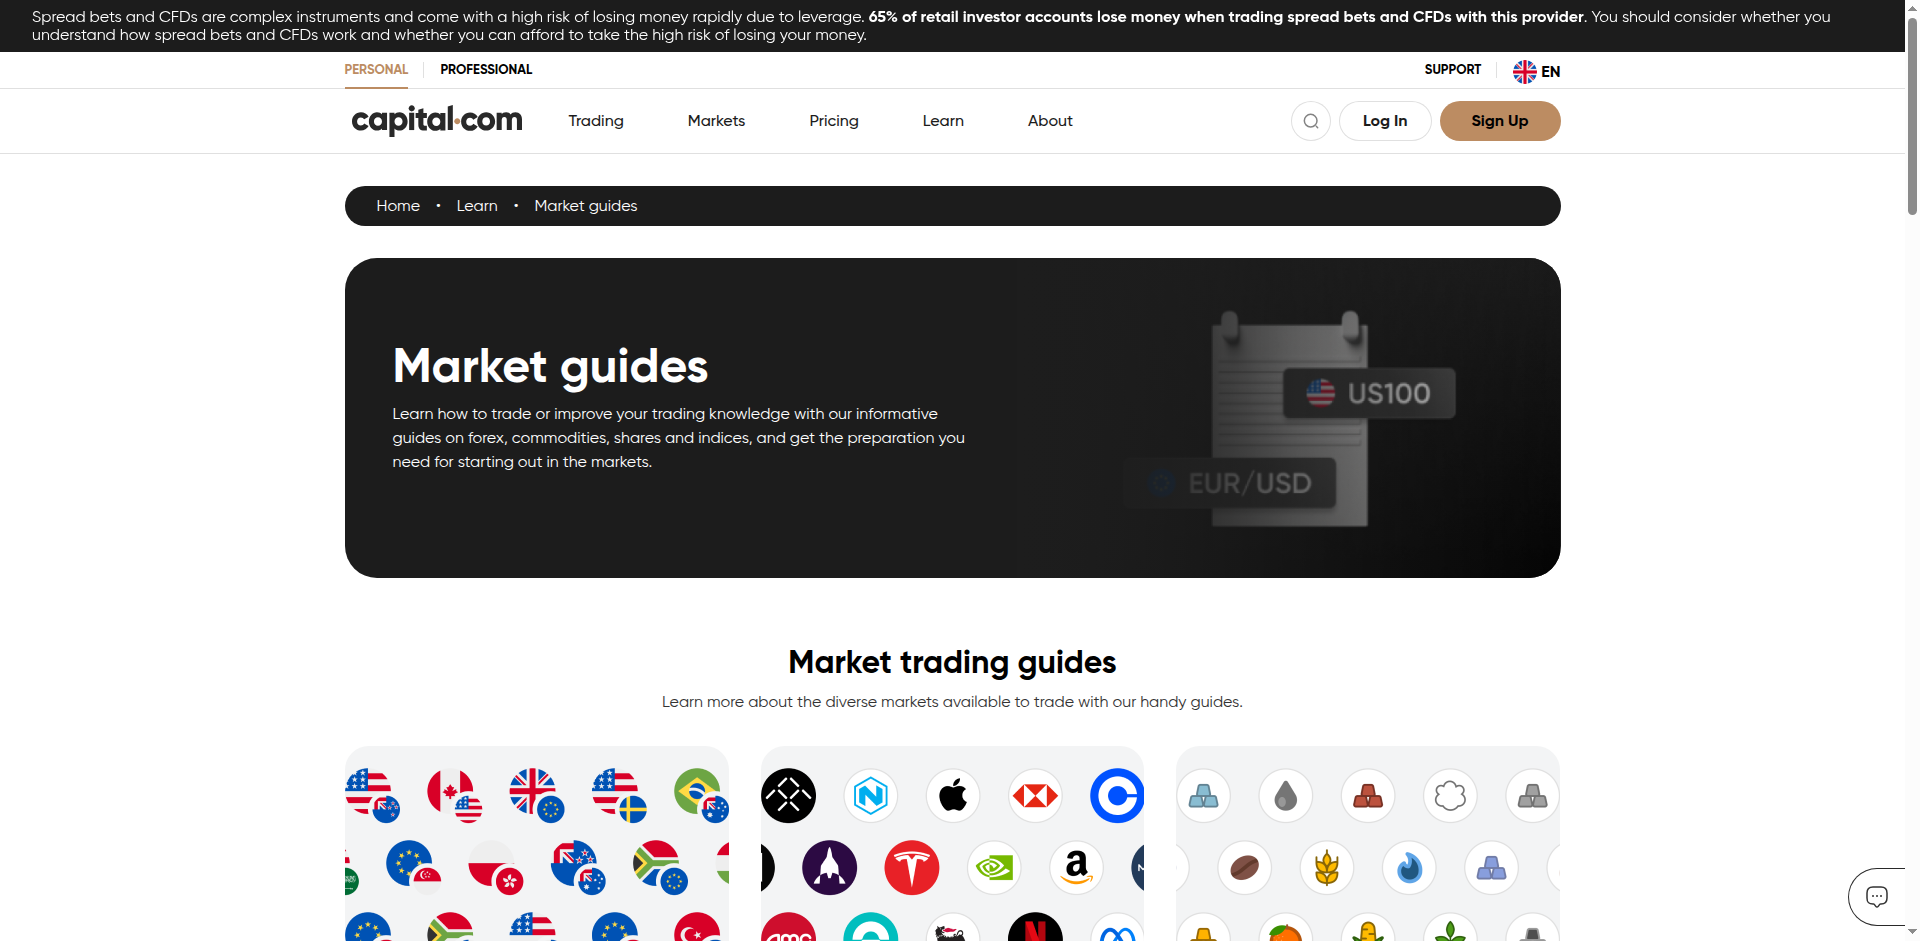 Spread bets and CFDs are complex instruments and come with a high risk of losing money rapidly due to leverage. 65% of retail investor accounts lose money when trading spread bets and CFDs with this provider. You should consider whether you
understand how spread bets and CFDs work and whether you can afford to take the high risk of losing your money.
PERSONAL PROFESSIONAL SUPPORT EN
capital.com Trading Markets Pricing Learn About Log In Sign Up
Home • Learn • Market guides
Market guides
Learn how to trade or improve your trading knowledge with our informative
guides on forex, commodities, shares and indices, and get the preparation you
need for starting out in the markets.
US100
EUR/USD
Market trading guides
Learn more about the diverse markets available to trade with our handy guides.